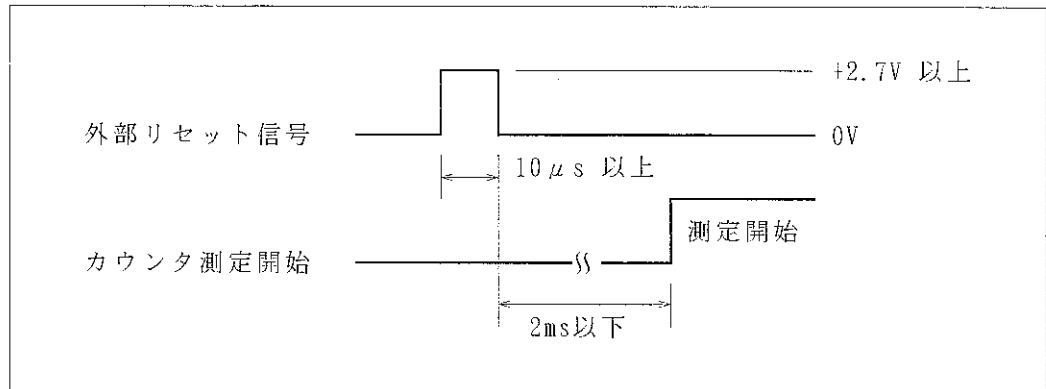 +2.7V 以上
外部リセット信号
0V
10μs 以上
測定開始
カウンタ測定開始
2ms以下